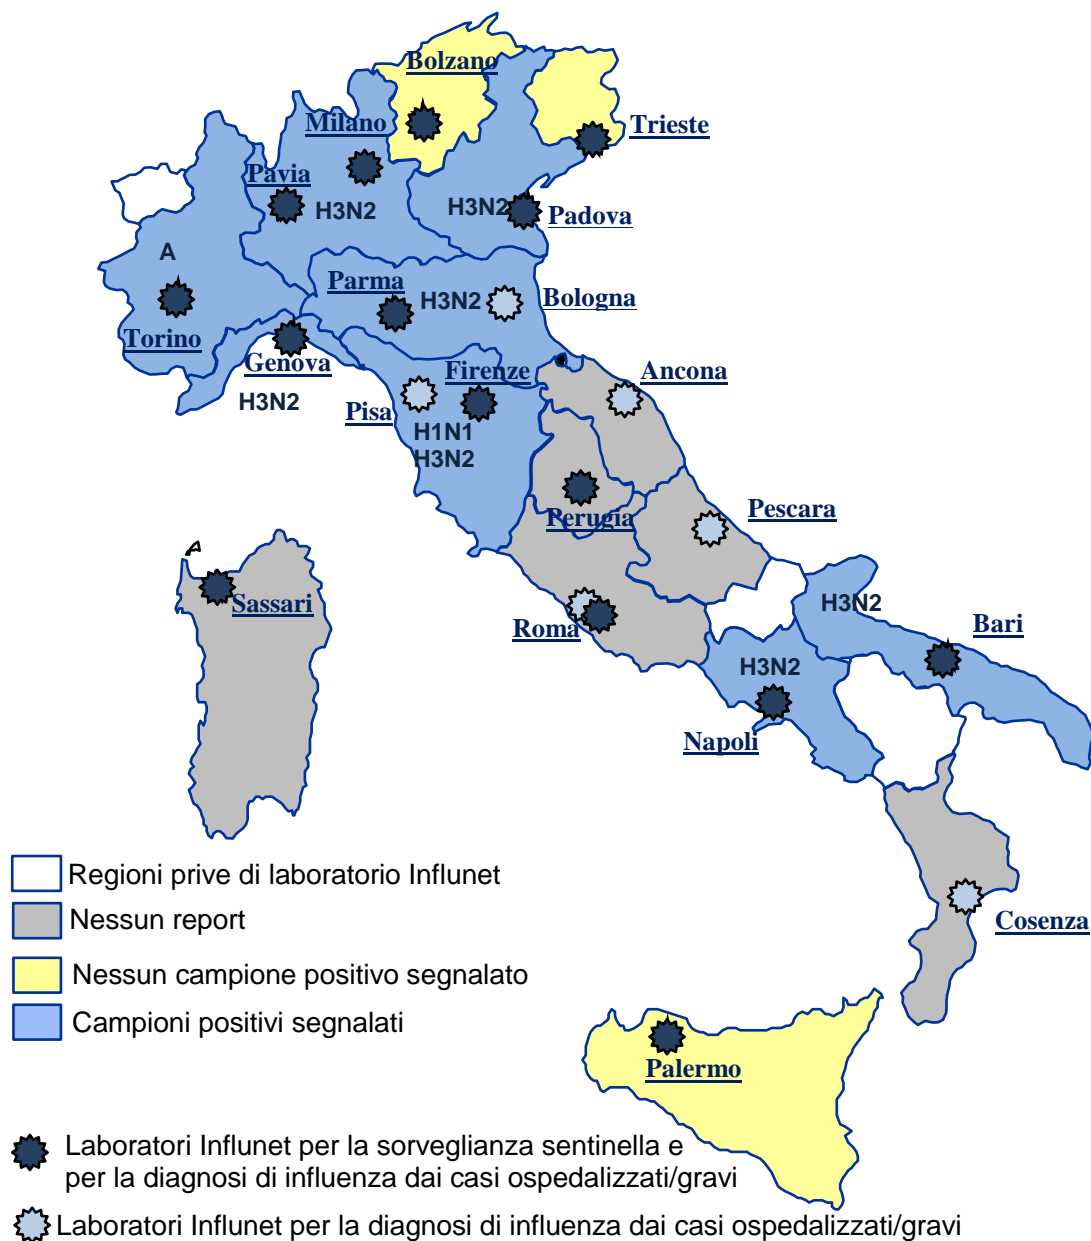 Bolzano
Milano
Trieste
Pavia
H3N2
H3N2
Padova
A
Parma
H3N2
Bologna
Torino
Genova
Firenze
Ancona
H3N2
Pisa
H1N1
H3N2
Perugia
Pescara
Sassari
Roma
H3N2
Bari
H3N2
Napoli
Regioni prive di laboratorio Influnet
Nessun report
Cosenza
Nessun campione positivo segnalato
Campioni positivi segnalati
Palermo
Laboratori Influnet per la sorveglianza sentinella e
per la diagnosi di influenza dai casi ospedalizzati/gravi
Laboratori Influnet per la diagnosi di influenza dai casi ospedalizzati/gravi